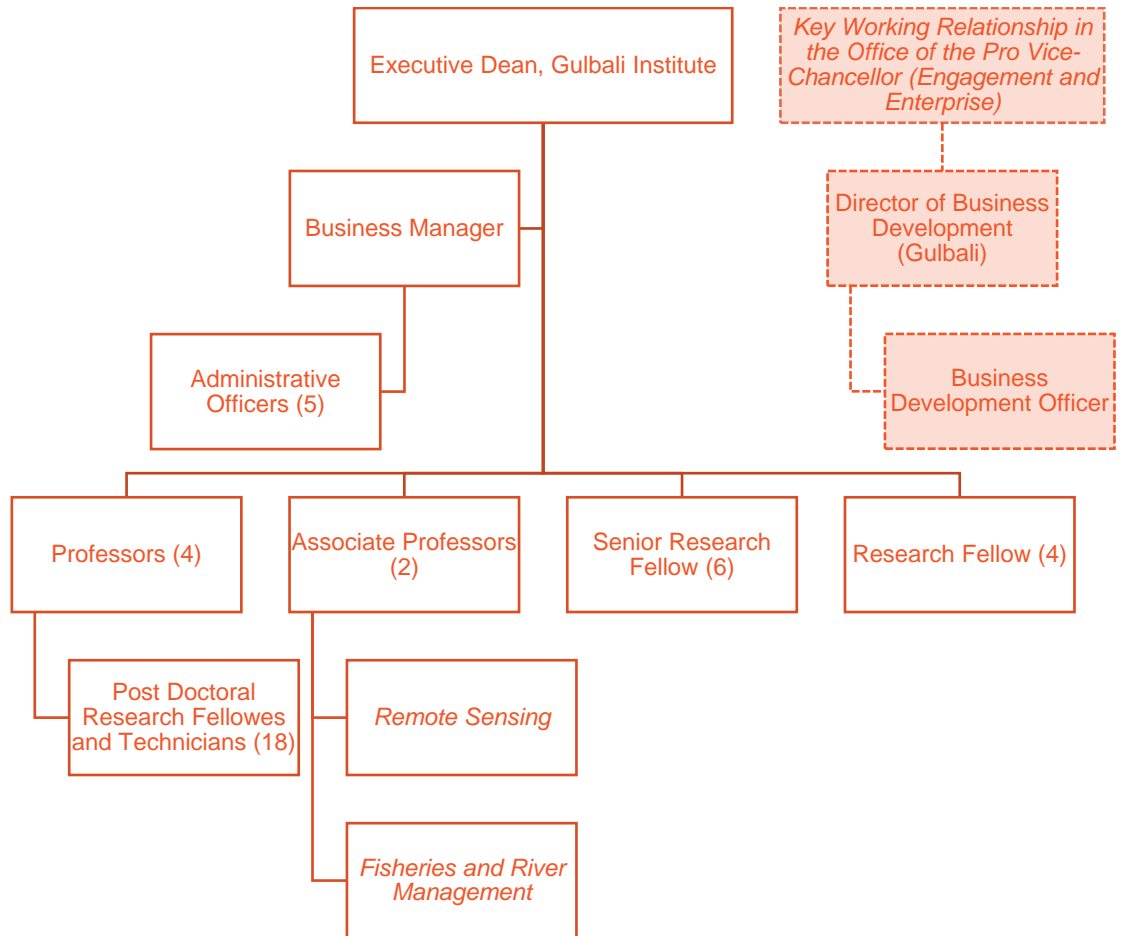 Executive Dean, Gulbali Institute
Key Working Relationship in
the Office of the Pro Vice-
Chancellor (Engagement and
Enterprise)
Business Manager
Director of Business
Development
(Gulbali)
Administrative
Officers (5)
Business
Development Officer
Professors (4)
Associate Professors
(2)
Senior Research
Fellow (6)
Research Fellow (4)
Post Doctoral
Research Fellowes
and Technicians (18)
Remote Sensing
Fisheries and River
Management